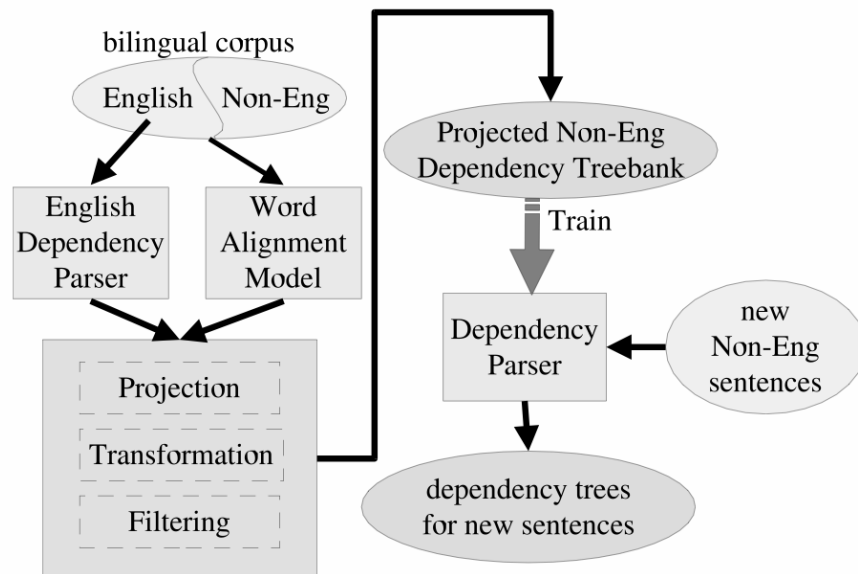 bilingual corpus
English Non-Eng
English
Dependency
Parser
Word
Alignment
Model
Projection
Transformation
Filtering
Projected Non-Eng
Dependency Treebank
Train
Dependency
Parser
new
Non-Eng
sentences
dependency trees
for new sentences